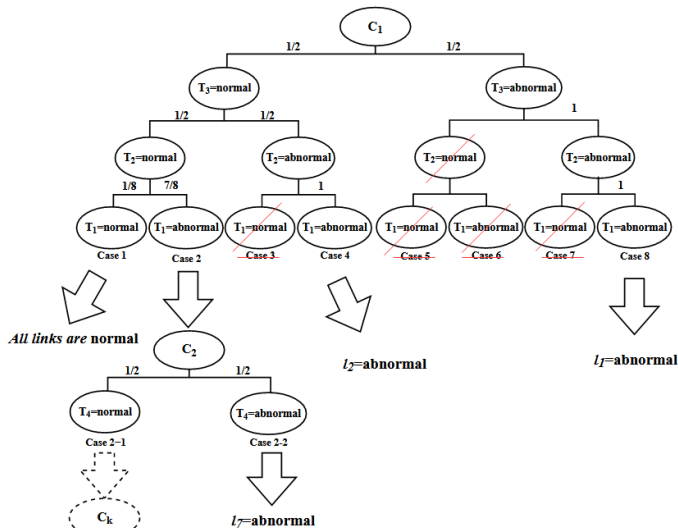 C1
1/2 1/2
T3=normal T3=abnormal
1/2 1/2 1
T2=normal T2=abnormal T2=normal T2=abnormal
1/8 7/8 1 1
T1=normal T1=abnormal T1=normal T1=abnormal T1=normal T1=abnormal T1=normal T1=abnormal
Case 1 Case 2 Case 3 Case 4 Case 5 Case 6 Case 7 Case 8
All links are normal
C2
l2=abnormal
l1=abnormal
1/2 1/2
T4=normal T4=abnormal
Case 2−1 Case 2-2
Ck
l7=abnormal